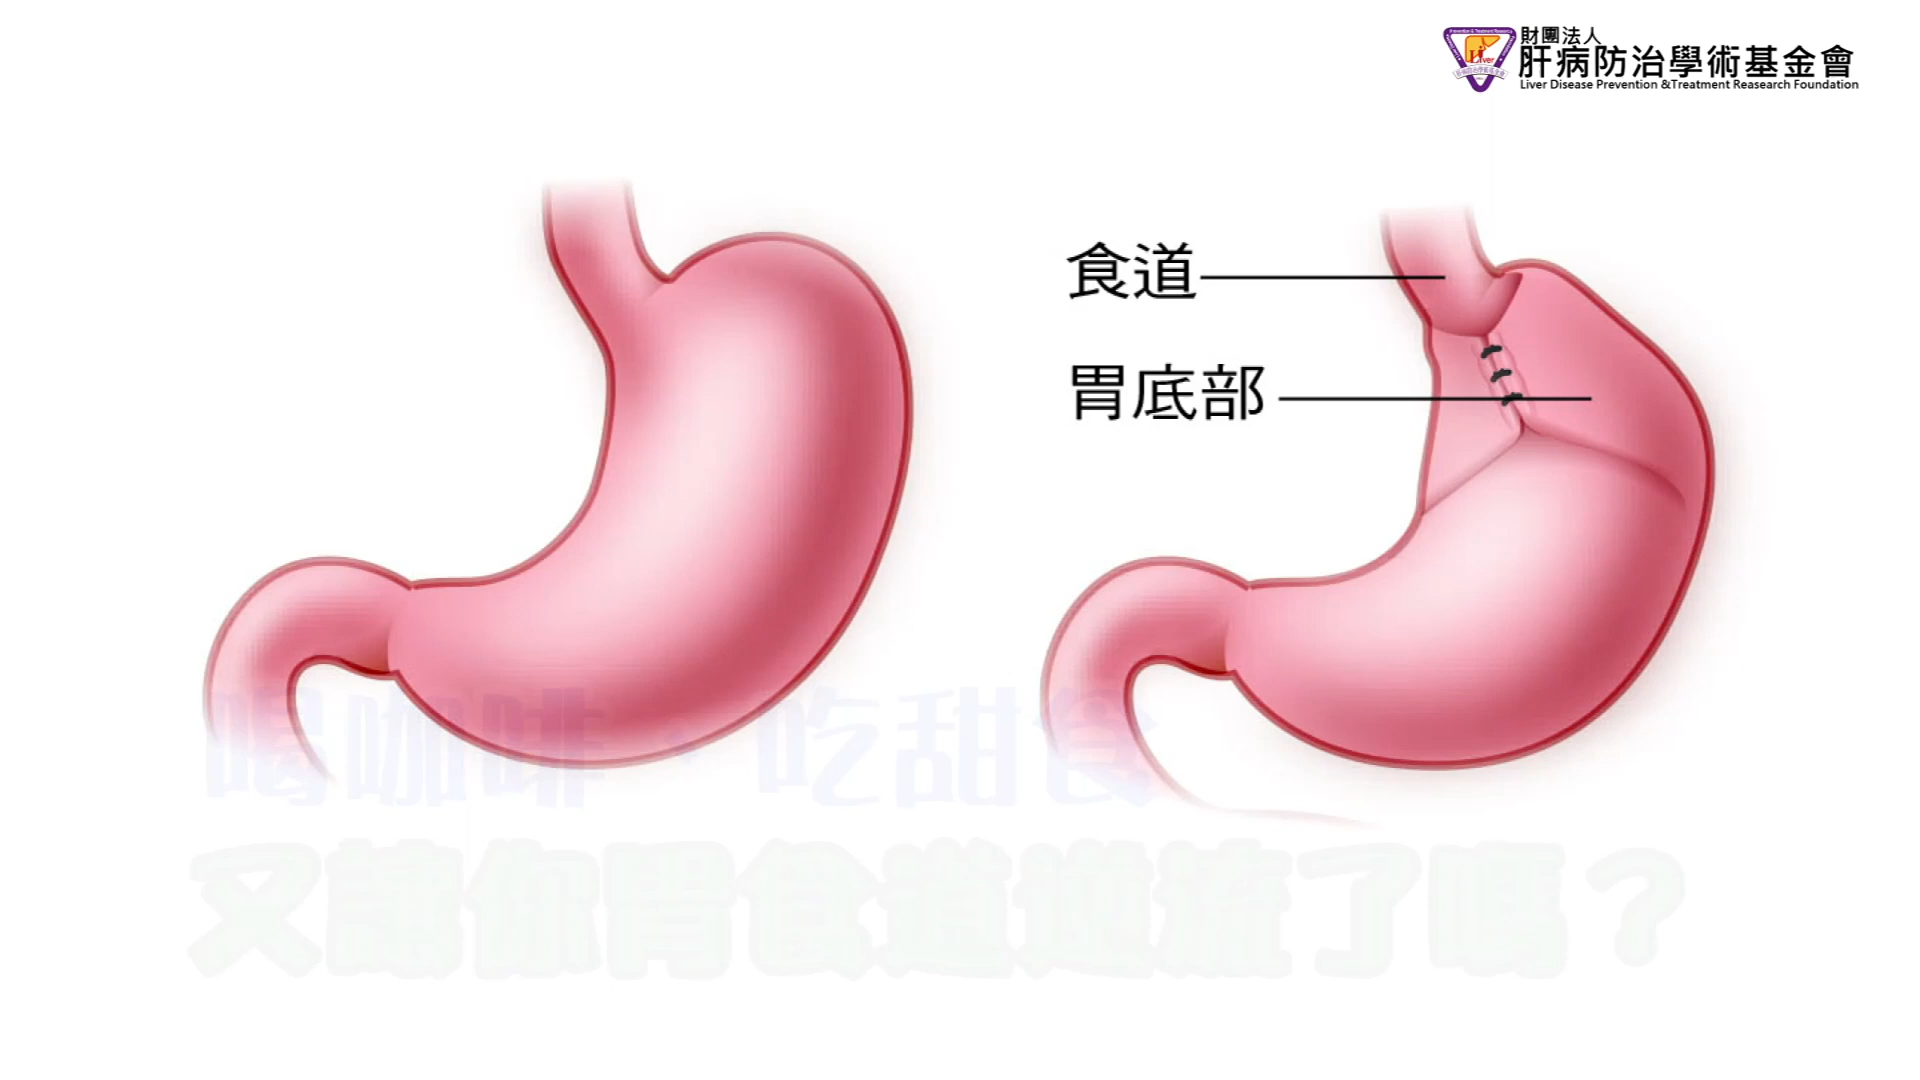 財團法人
肝病防治學術基金會
Liver Disease Prevention &Treatment Reasearch Foundation
食道
胃底部
喝咖啡、吃甜食
又讓你胃食道逆流了嗎？